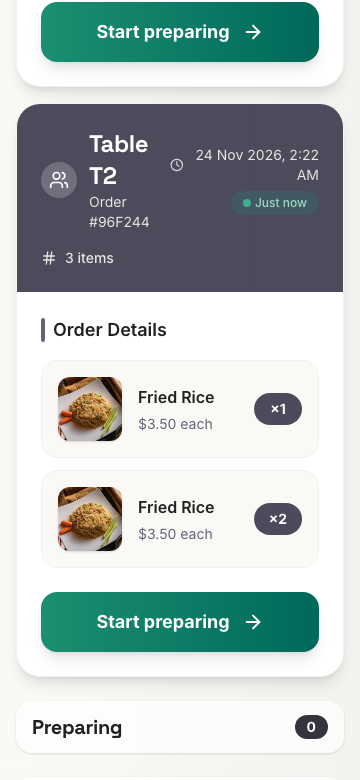 Start preparing
Table
T2
Order
#96F244
24 Nov 2026, 2:22
AM
Just now
3 items
Order Details
Fried Rice
$3.50 each
×1
Fried Rice
$3.50 each
×2
Start preparing
Preparing
0